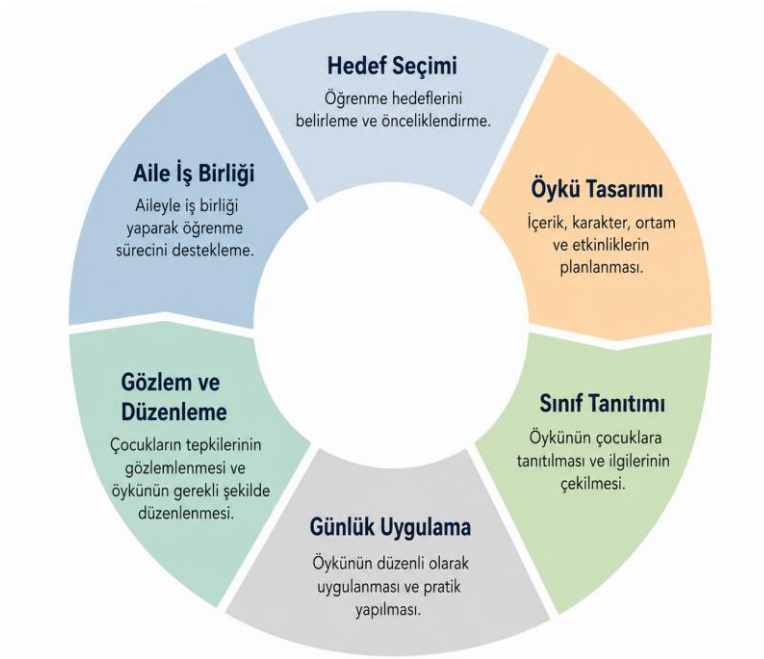 Hedef Seçimi
Öğrenme hedeflerini
belirleme ve önceliklendirme.
Öykü Tasarımı
İçerik, karakter, ortam
ve etkinliklerin
planlanması.
Sınıf Tanıtımı
Öykünün çocuklara
tanıtılması ve ilgilerinin
çekilmesi.
Günlük Uygulama
Öykünün düzenli olarak
uygulanması ve pratik
yapılması.
Gözlem ve
Düzenleme
Çocukların tepkilerinin
gözlemlenmesi ve
öykünün gerekli şekilde
düzenlenmesi.
Aile İş Birliği
Aileyle iş birliği
yaparak öğrenme
sürecini destekleme.